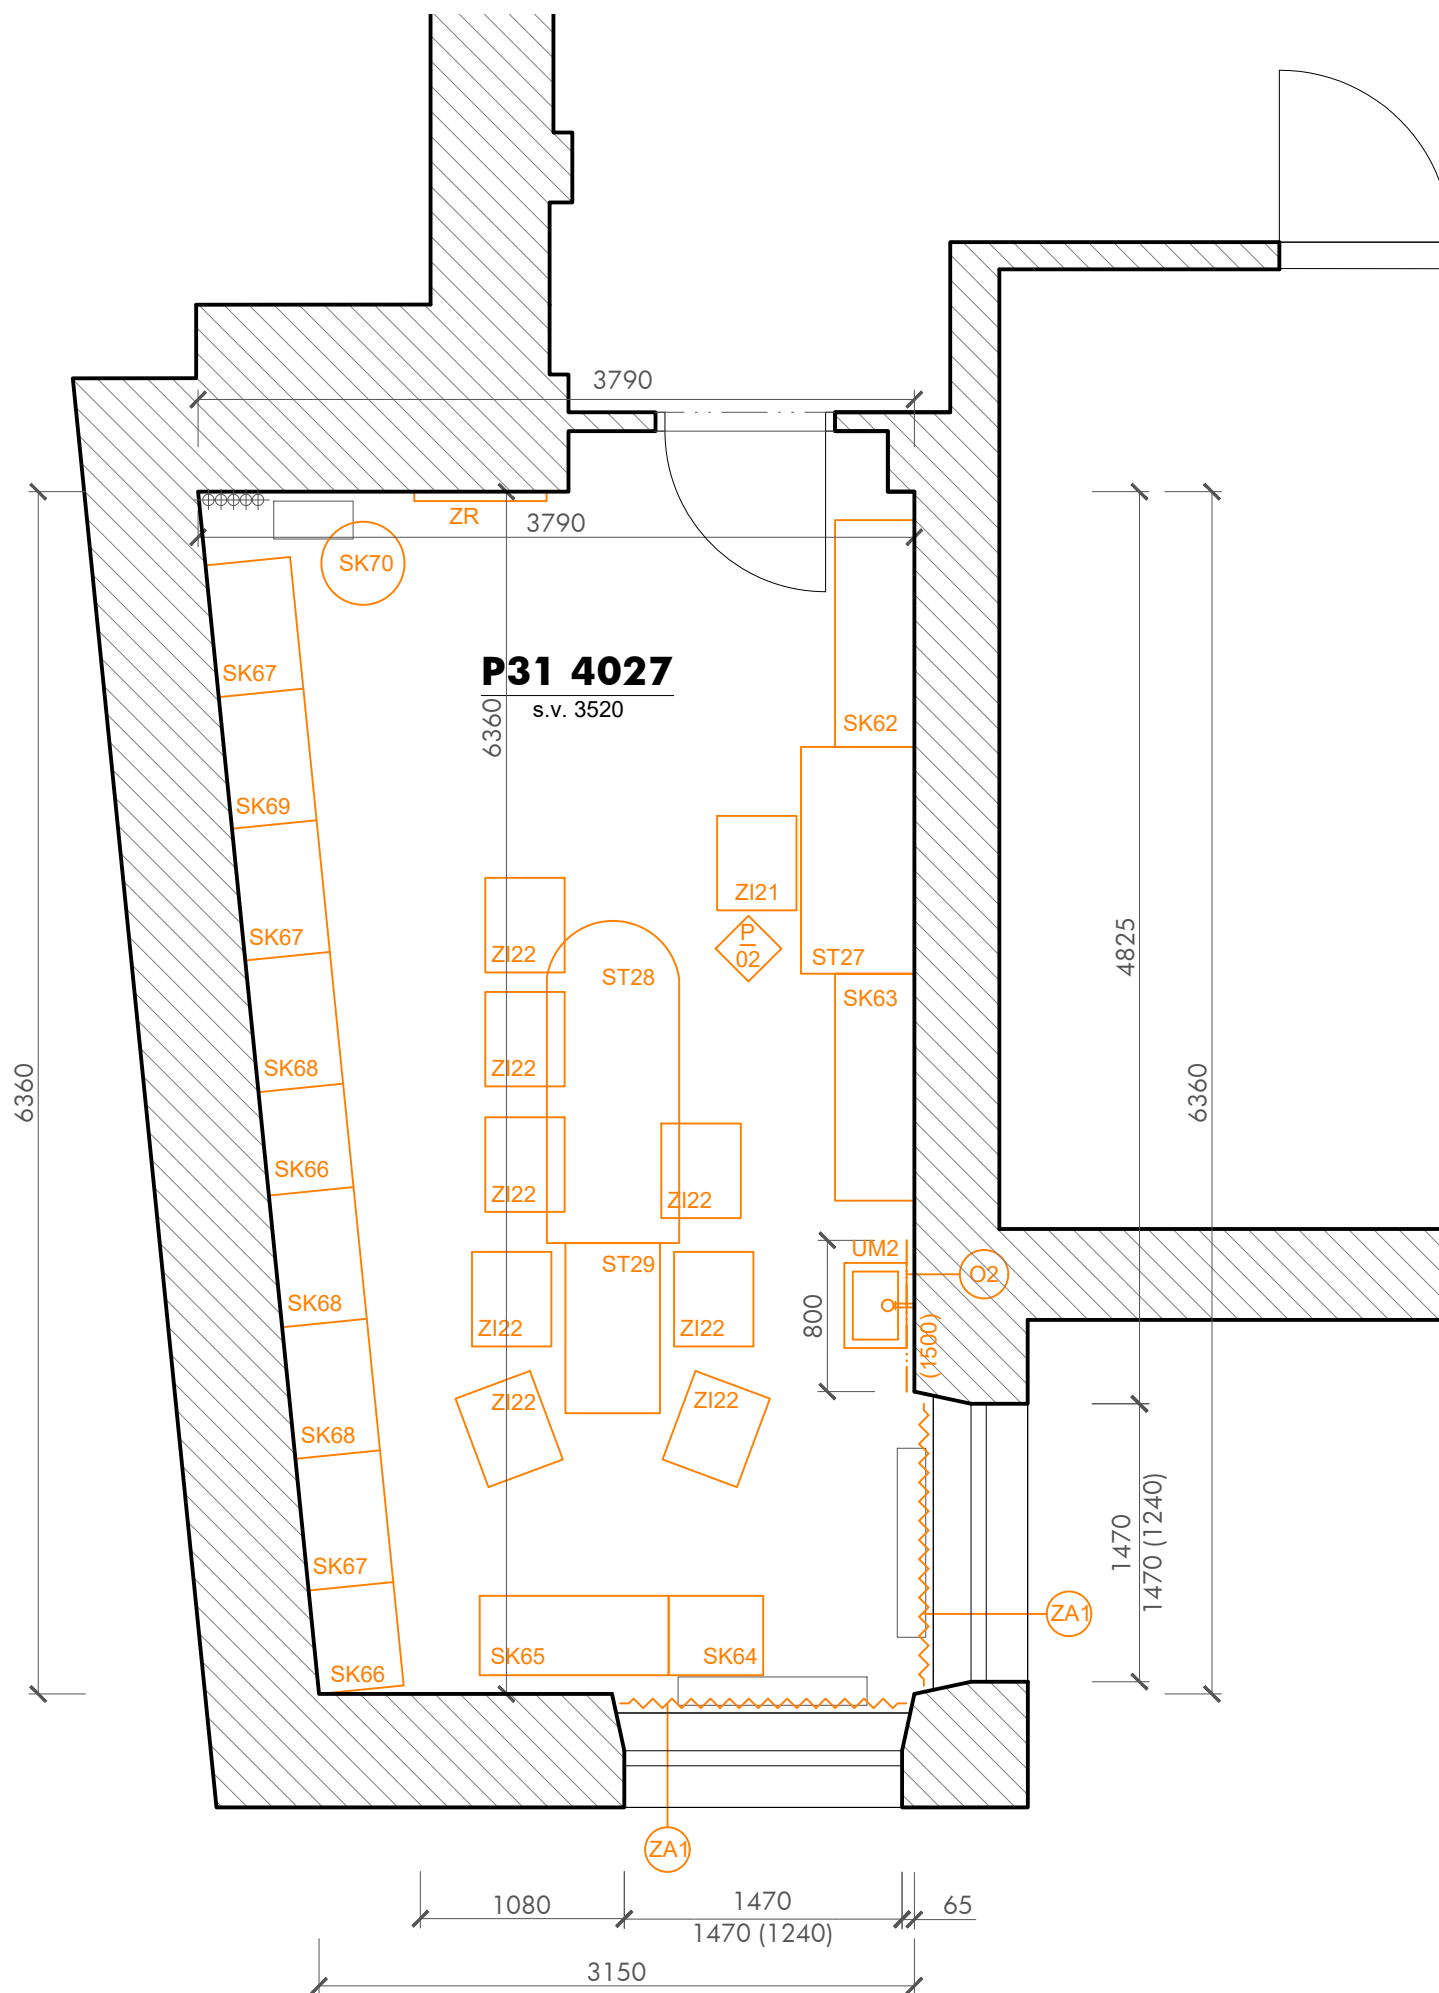 3790
ZR
3790
SK70
P31 4027
s.v. 3520
6360
SK67
SK62
SK69
ZI21
P
02
ST27
SK67
ZI22
ST28
SK63
4825
SK68
ZI22
6360
6360
SK66
ZI22
ZI22
UM2
O2
ST29
SK68
800
(1500)
ZI22
ZI22
SK68
ZI22
ZI22
1470
1470 (1240)
SK67
ZA1
SK65
SK64
SK66
ZA1
1080
1470
65
1470 (1240)
3150